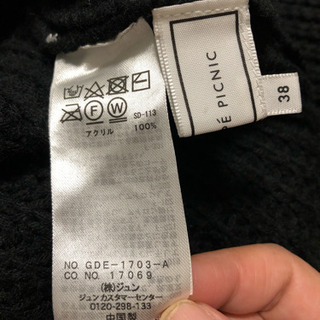 SD-113
F W
アクリル 100%
NO. GDE-1703-A
CO. NO. 17069
(株)ジュン
ジュン カスタマーセンター
0120-298-133
中国製
PÉ PICNIC
38